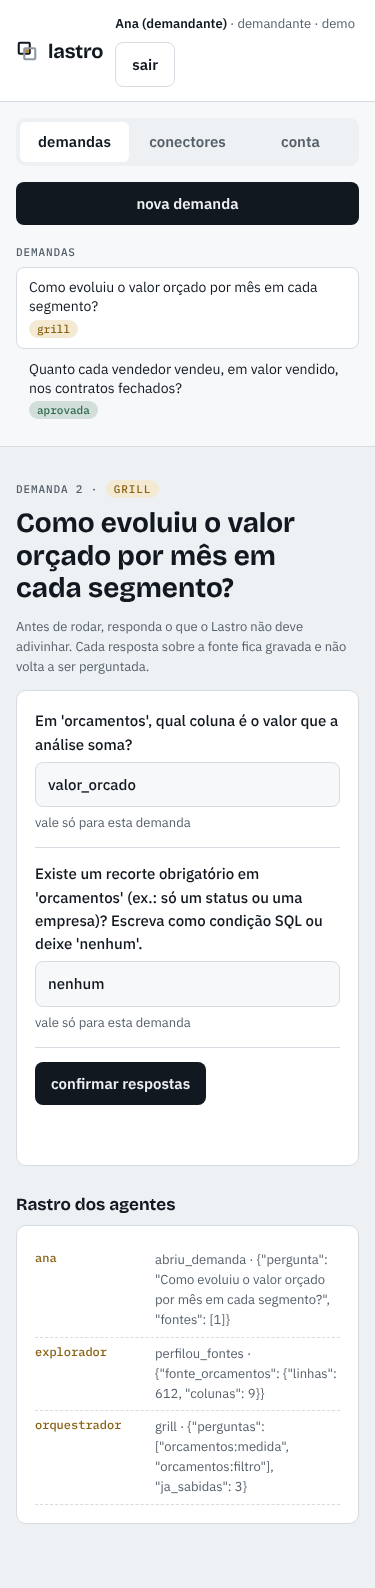 Ana (demandante) · demandante · demo
lastro
sair
demandas
conectores
conta
nova demanda
DEMANDAS
Como evoluiu o valor orçado por mês em cada
segmento?
grill
Quanto cada vendedor vendeu, em valor vendido,
nos contratos fechados?
aprovada
DEMANDA 2 · GRILL
Como evoluiu o valor
orçado por mês em
cada segmento?
Antes de rodar, responda o que o Lastro não deve
adivinhar. Cada resposta sobre a fonte fica gravada e não
volta a ser perguntada.
Em 'orcamentos', qual coluna é o valor que a
análise soma?
valor_orcado
vale só para esta demanda
Existe um recorte obrigatório em
'orcamentos' (ex.: só um status ou uma
empresa)? Escreva como condição SQL ou
deixe 'nenhum'.
nenhum
vale só para esta demanda
confirmar respostas
Rastro dos agentes
ana
abriu_demanda · {"pergunta":
"Como evoluiu o valor orçado
por mês em cada segmento?",
"fontes": [1]}
explorador
perfilou_fontes ·
{"fonte_orcamentos": {"linhas":
612, "colunas": 9}}
orquestrador
grill · {"perguntas":
["orcamentos:medida",
"orcamentos:filtro"],
"ja_sabidas": 3}